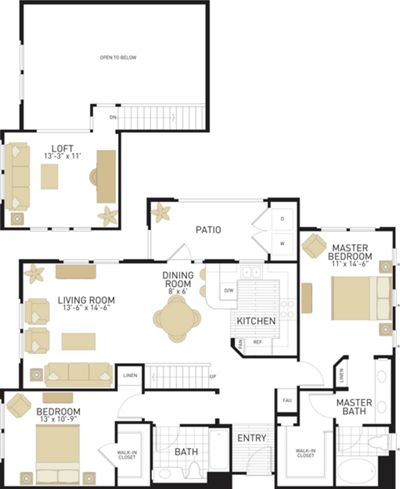 OPEN TO BELOW
DN
LOFT
13'-3" x 11'
PATIO
D
W
MASTER
BEDROOM
11' x 14'-6"
DINING
ROOM
8' x 6'
D/W
LIVING ROOM
13'-6" x 14'-6"
KITCHEN
PAN
REF.
UP
LINEN
LINEN
FAU
MASTER
BATH
BEDROOM
13' x 10'-9"
WALK-IN
CLOSET
BATH
ENTRY
WALK-IN
CLOSET